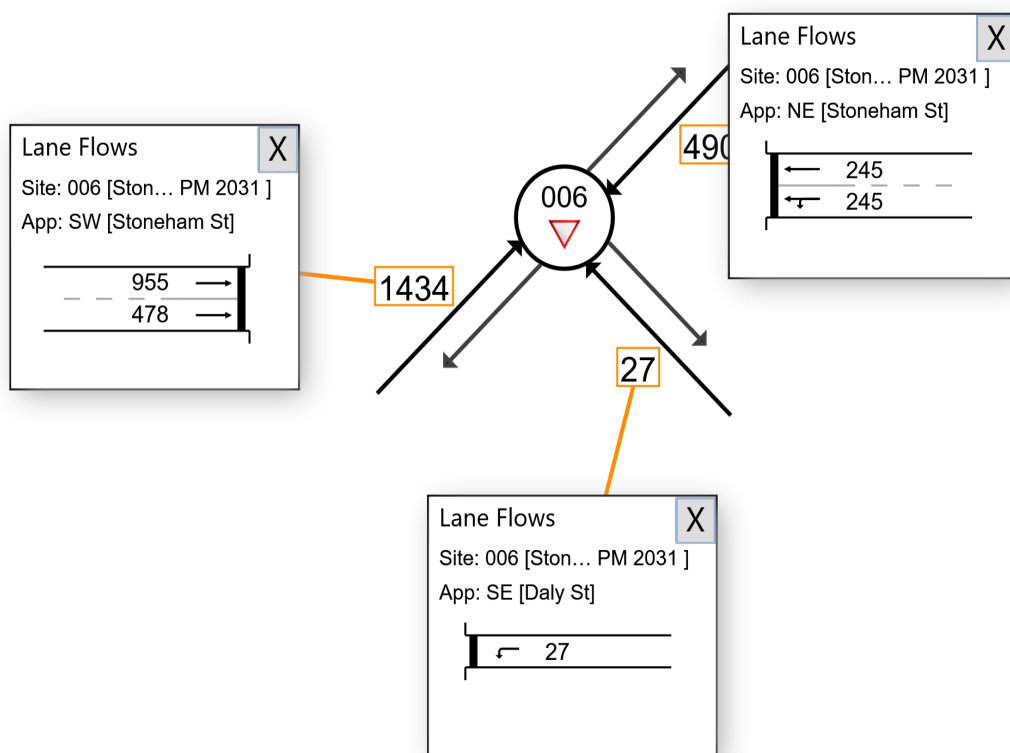 Lane Flows
X
Site: 006 [Ston... PM 2031 ]
App: SW [Stoneham St]
955
478
1434
006
490
Lane Flows
X
Site: 006 [Ston... PM 2031 ]
App: NE [Stoneham St]
245
245
27
Lane Flows
X
Site: 006 [Ston... PM 2031 ]
App: SE [Daly St]
27